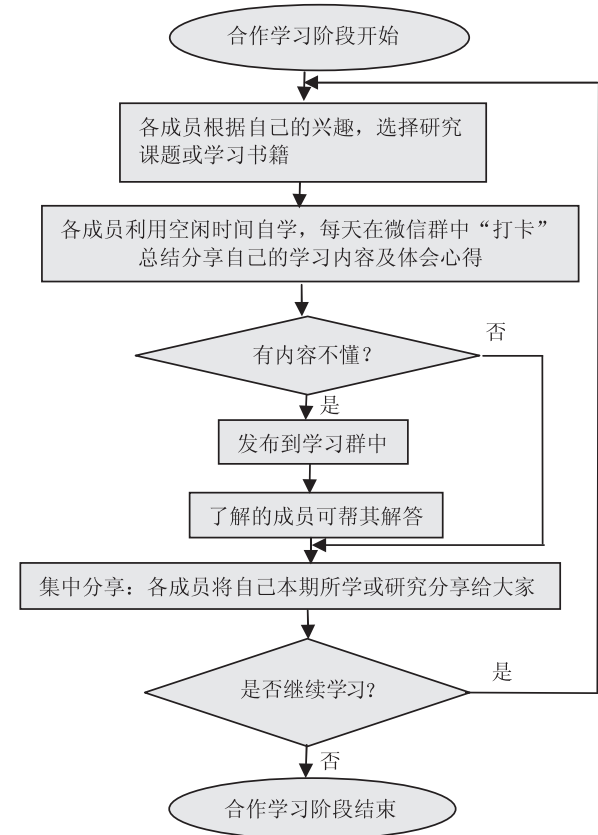 合作学习阶段开始
各成员根据自己的兴趣，选择研究
课题或学习书籍
各成员利用空闲时间自学，每天在微信群中“打卡”
总结分享自己的学习内容及体会心得
否
有内容不懂？
是
发布到学习群中
了解的成员可帮其解答
集中分享：各成员将自己本期所学或研究分享给大家
是否继续学习？
是
否
合作学习阶段结束